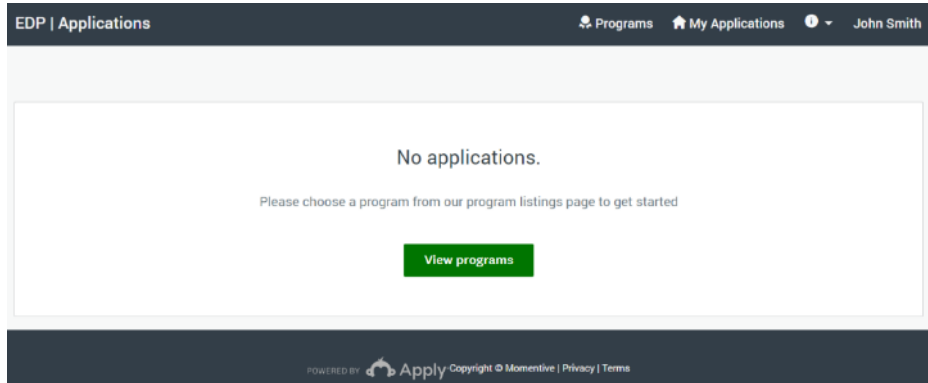 EDP | Applications Programs My Applications John Smith
No applications.
Please choose a program from our program listings page to get started
View programs
POWERED BY Apply Copyright © Momentive | Privacy | Terms